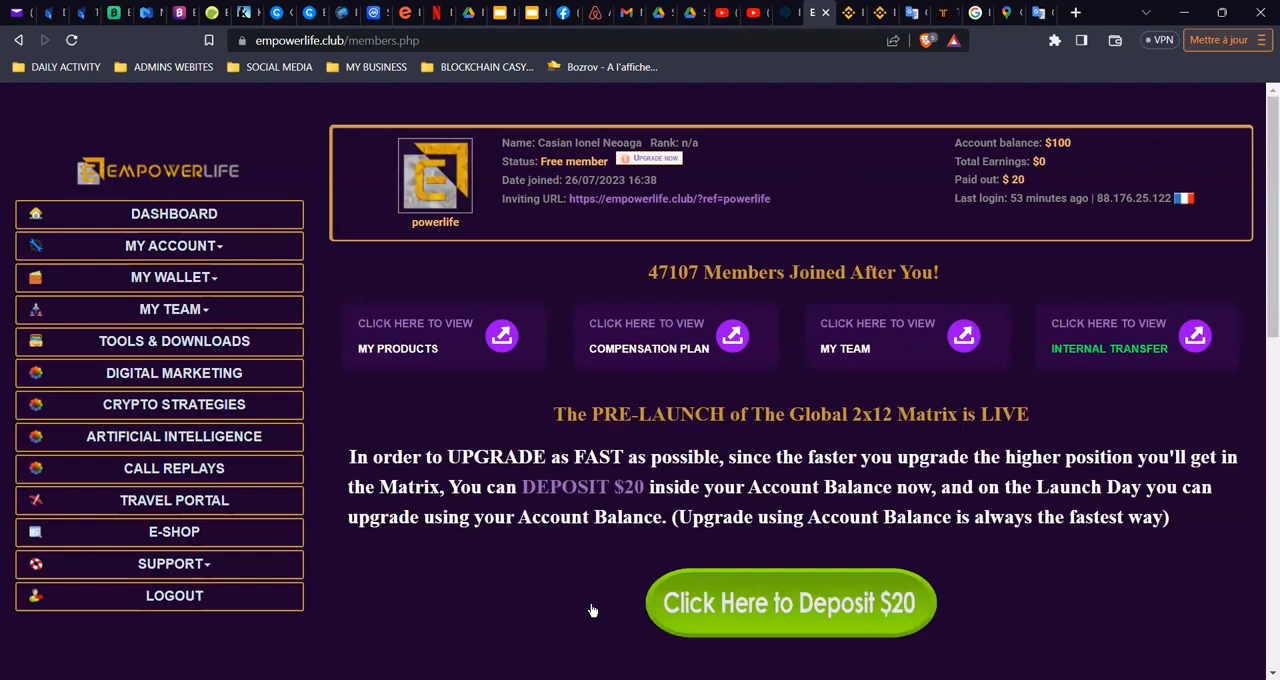 Mettre à jour
VPN
empowerlife.club/members.php
DAILY ACTIVITY
ADMINS WEBITES
SOCIAL MEDIA
MY BUSINESS
BLOCKCHAIN CASY...
Bozrov - A l'affiche...
EMPOWERLIFE
DASHBOARD
MY ACCOUNT
MY WALLET
MY TEAM
TOOLS & DOWNLOADS
DIGITAL MARKETING
CRYPTO STRATEGIES
ARTIFICIAL INTELLIGENCE
CALL REPLAYS
TRAVEL PORTAL
E-SHOP
SUPPORT
LOGOUT
powerlife
Name: Casian Ionel Neoaga Rank: n/a
Status: Free member UPGRADE NOW
Date joined: 26/07/2023 16:38
Inviting URL: https://empowerlife.club/?ref=powerlife
Account balance: $100
Total Earnings: $0
Paid out: $ 20
Last login: 53 minutes ago | 88.176.25.122
47107 Members Joined After You!
CLICK HERE TO VIEW
MY PRODUCTS
CLICK HERE TO VIEW
COMPENSATION PLAN
CLICK HERE TO VIEW
MY TEAM
CLICK HERE TO VIEW
INTERNAL TRANSFER
The PRE-LAUNCH of The Global 2x12 Matrix is LIVE
In order to UPGRADE as FAST as possible, since the faster you upgrade the higher position you'll get in
the Matrix, You can DEPOSIT $20 inside your Account Balance now, and on the Launch Day you can
upgrade using your Account Balance. (Upgrade using Account Balance is always the fastest way)
Click Here to Deposit $20